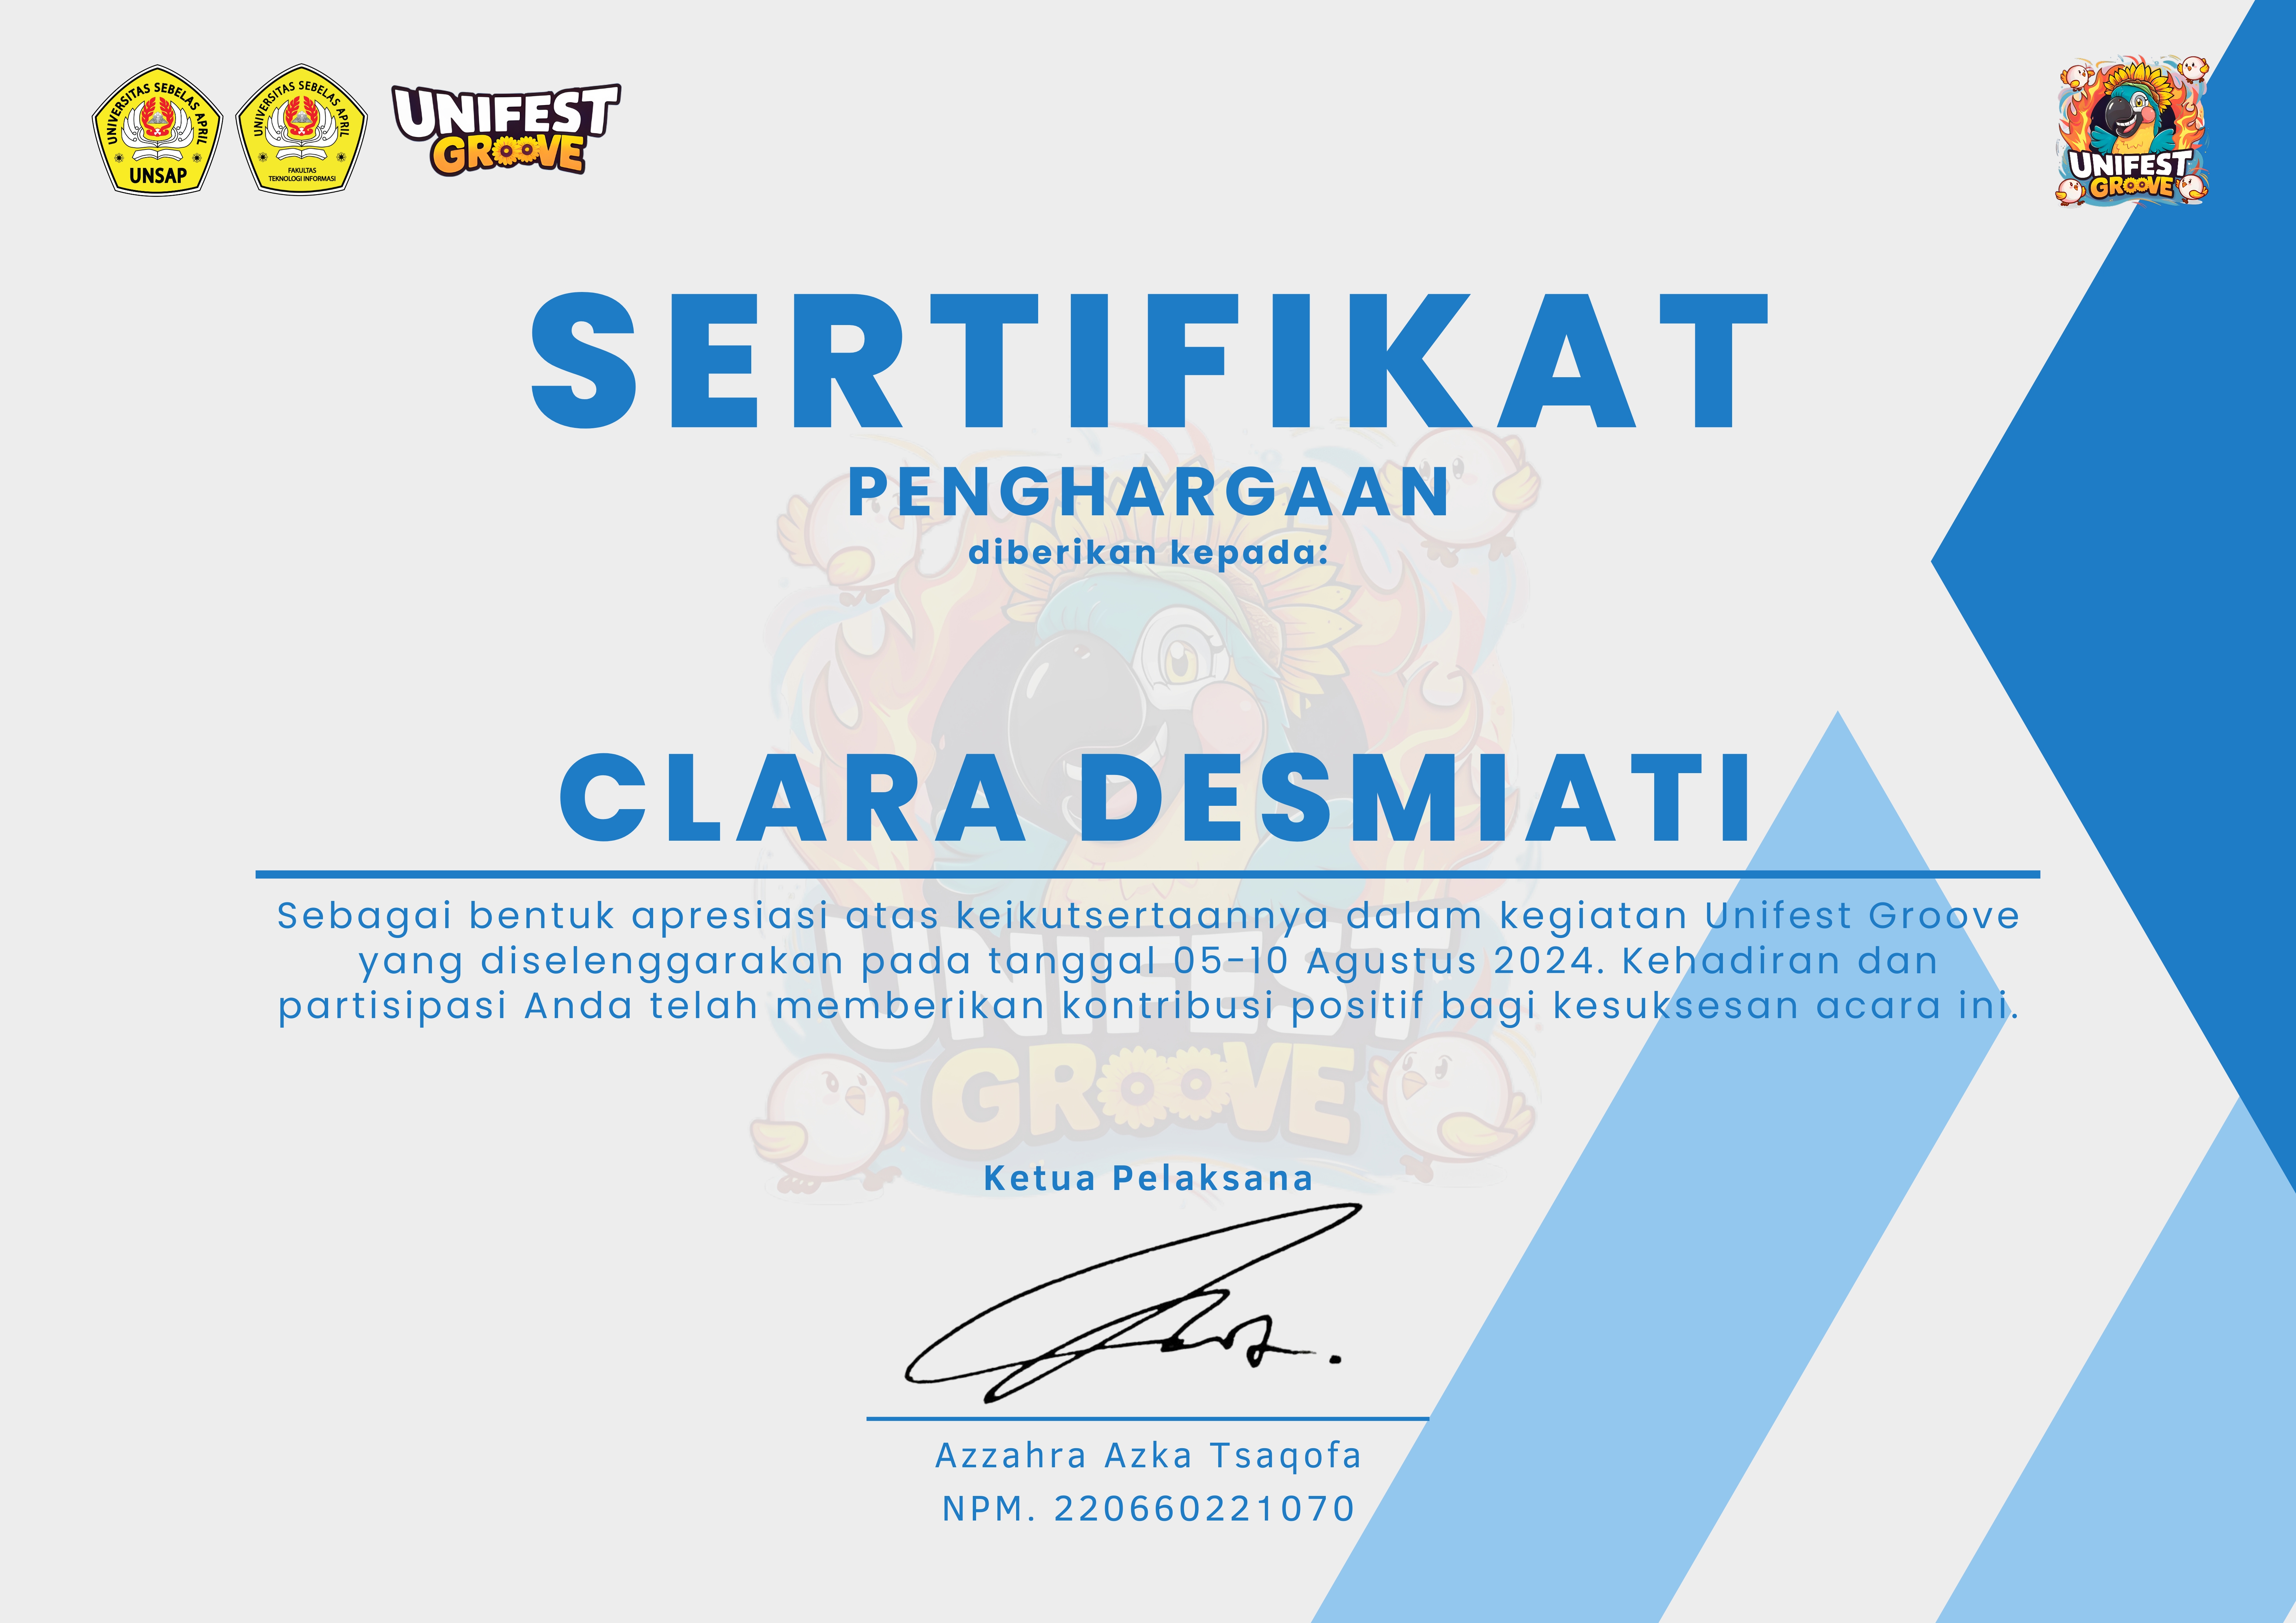 UNIVERSITAS SEBELAS APRIL
UNSAP
UNIVERSITAS SEBELAS APRIL
FAKULTAS
TEKNOLOGI INFORMASI
UNIFEST
GROOVE
UNIFEST
GROOVE
SERTIFIKAT
PENGHARGAAN
diberikan kepada:
CLARA DESMIATI
Sebagai bentuk apresiasi atas keikutsertaannya dalam kegiatan Unifest Groove
yang diselenggarakan pada tanggal 05-10 Agustus 2024. Kehadiran dan
partisipasi Anda telah memberikan kontribusi positif bagi kesuksesan acara ini.
UNIFEST
GROOVE
Ketua Pelaksana
Azzahra Azka Tsaqofa
NPM. 220660221070